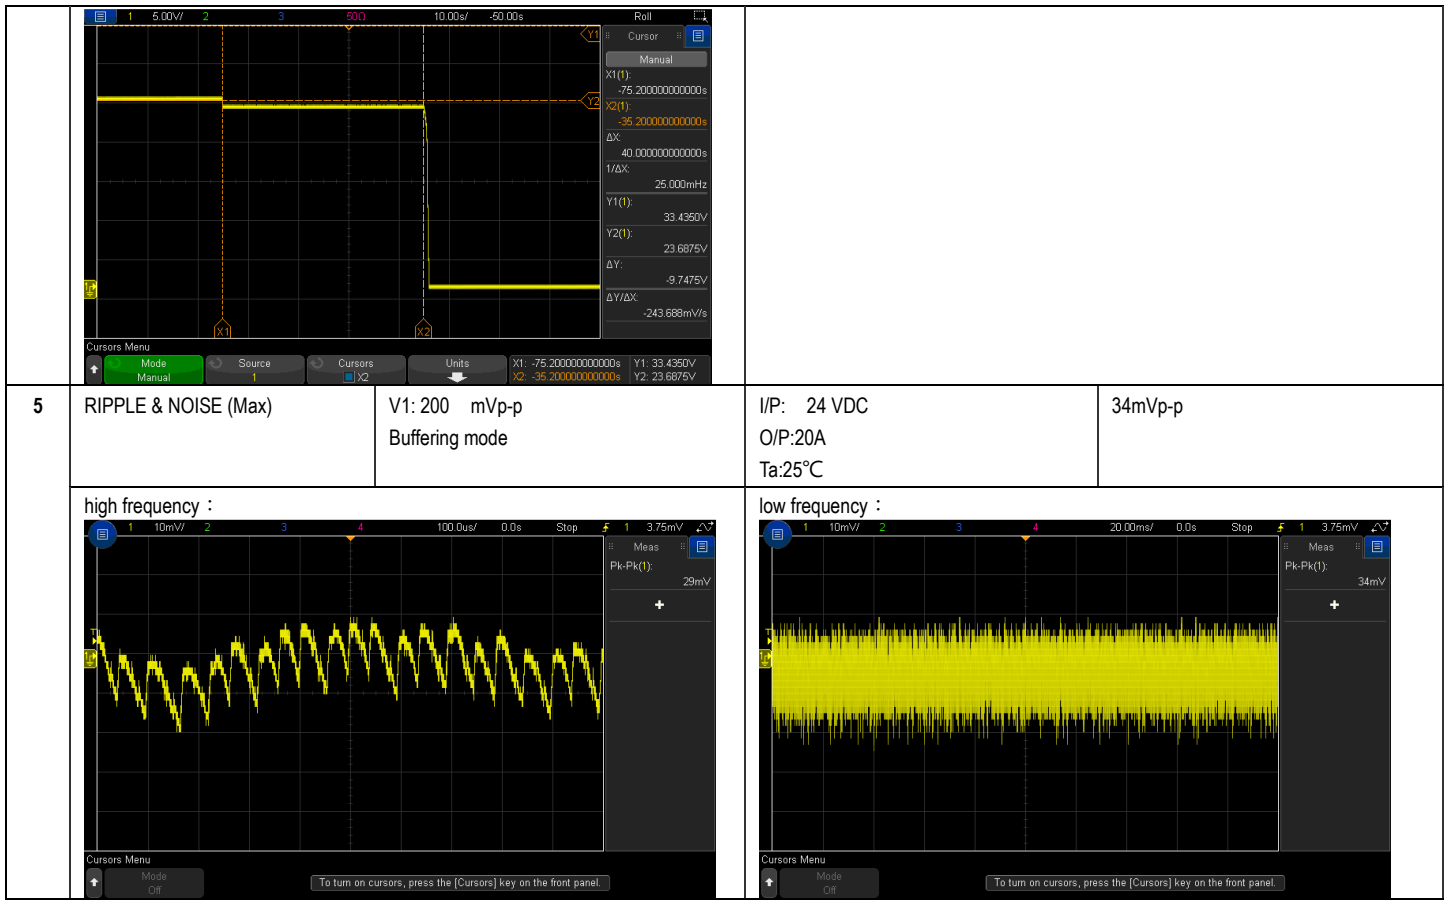 1 5.00V/ 2 3 50Ω 10.00s/ -50.00s Roll
Y1
Cursor
Manual
X1(1):
-75.200000000000s
Y2
X2(1):
-35.200000000000s
ΔX:
40.000000000000s
1/ΔX:
25.000mHz
Y1(1):
33.4350V
Y2(1):
23.6875V
ΔY:
-9.7475V
ΔY/ΔX:
-243.688mV/s
X1 X2
Cursors Menu
Mode Source Cursors Units X1: -75.200000000000s Y1: 33.4350V
Manual 1 X2 X2: -35.200000000000s Y2: 23.6875V
5 RIPPLE & NOISE (Max) V1: 200 mVp-p I/P: 24 VDC 34mVp-p
Buffering mode O/P:20A
Ta:25℃
high frequency：
1 10mV/ 2 3 4 100.0us/ 0.0s Stop 1 3.75mV
Meas
Pk-Pk(1):
29mV
+
T
Cursors Menu
Mode
Off
To turn on cursors, press the [Cursors] key on the front panel.
low frequency：
1 10mV/ 2 3 4 20.00ms/ 0.0s Stop 1 3.75mV
Meas
Pk-Pk(1):
34mV
+
T
Cursors Menu
Mode
Off
To turn on cursors, press the [Cursors] key on the front panel.